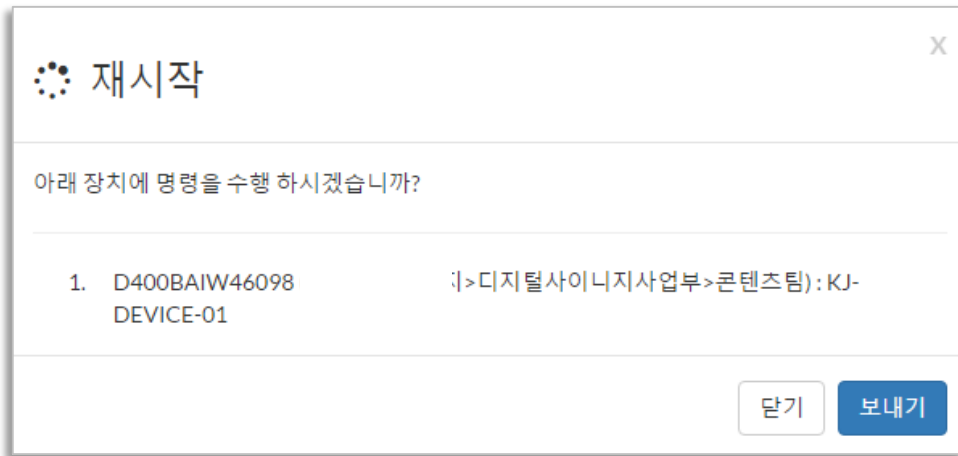 X
재시작
아래 장치에 명령을 수행 하시겠습니까?
1. D400BAIW46098 >디지털사이니지사업부>콘텐츠팀) : KJ-
DEVICE-01
닫기 보내기